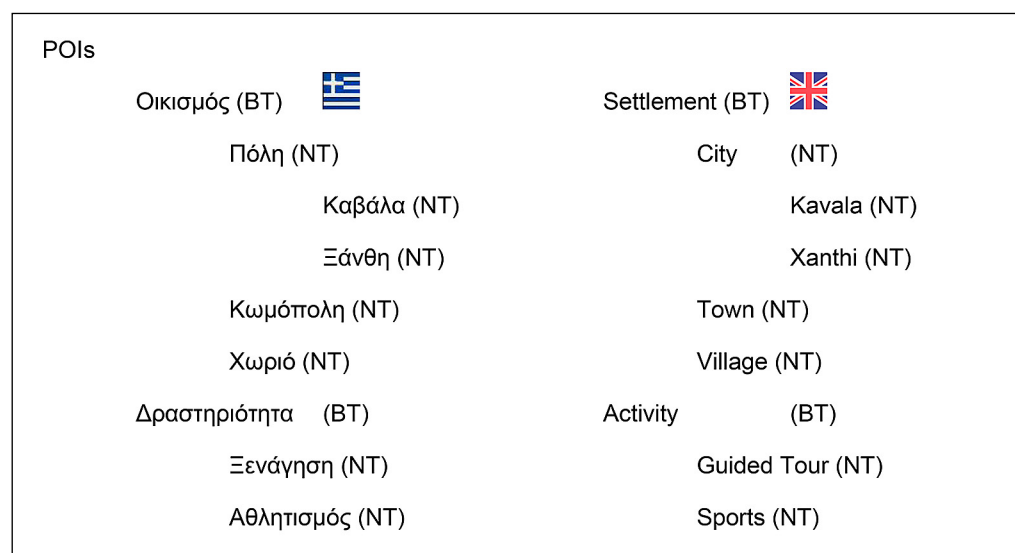 POIs
Οικισμός (BT) Settlement (BT)
Πόλη (NT) City (NT)
Καβάλα (NT) Kavala (NT)
Ξάνθη (NT) Xanthi (NT)
Κωμόπολη (NT) Town (NT)
Χωριό (NT) Village (NT)
Δραστηριότητα (BT) Activity (BT)
Ξενάγηση (NT) Guided Tour (NT)
Αθλητισμός (NT) Sports (NT)